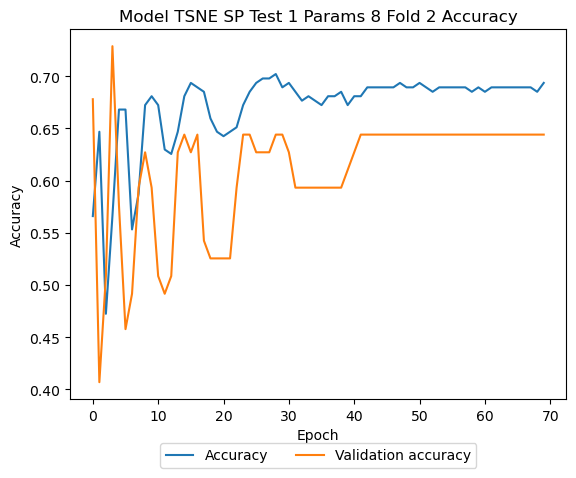 Model TSNE SP Test 1 Params 8 Fold 2 Accuracy
0.70
0.65
0.60
0.55
0.50
0.45
0.40
Accuracy
0 10 20 30 40 50 60 70
Epoch
Accuracy Validation accuracy